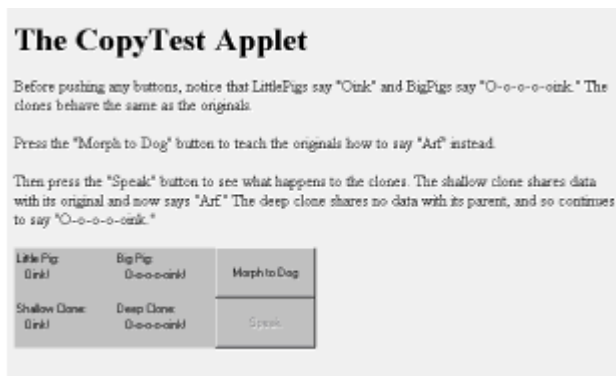 The CopyTest Applet
Before pushing any buttons, notice that LittlePigs say "Oink" and BigPigs say "O-o-o-o-oink." The
clones behave the same as the originals.
Press the "Morph to Dog" button to teach the originals how to say "Arf" instead.
Then press the "Speak" button to see what happens to the clones. The shallow clone shares data
with its original and now says "Arf." The deep clone shares no data with its parent, and so continues
to say "O-o-o-o-oink."
Little Pig: Big Pig:
Oink! O-o-o-o-oink! Morph to Dog
Shallow Clone: Deep Clone:
Oink! O-o-o-o-oink! Speak